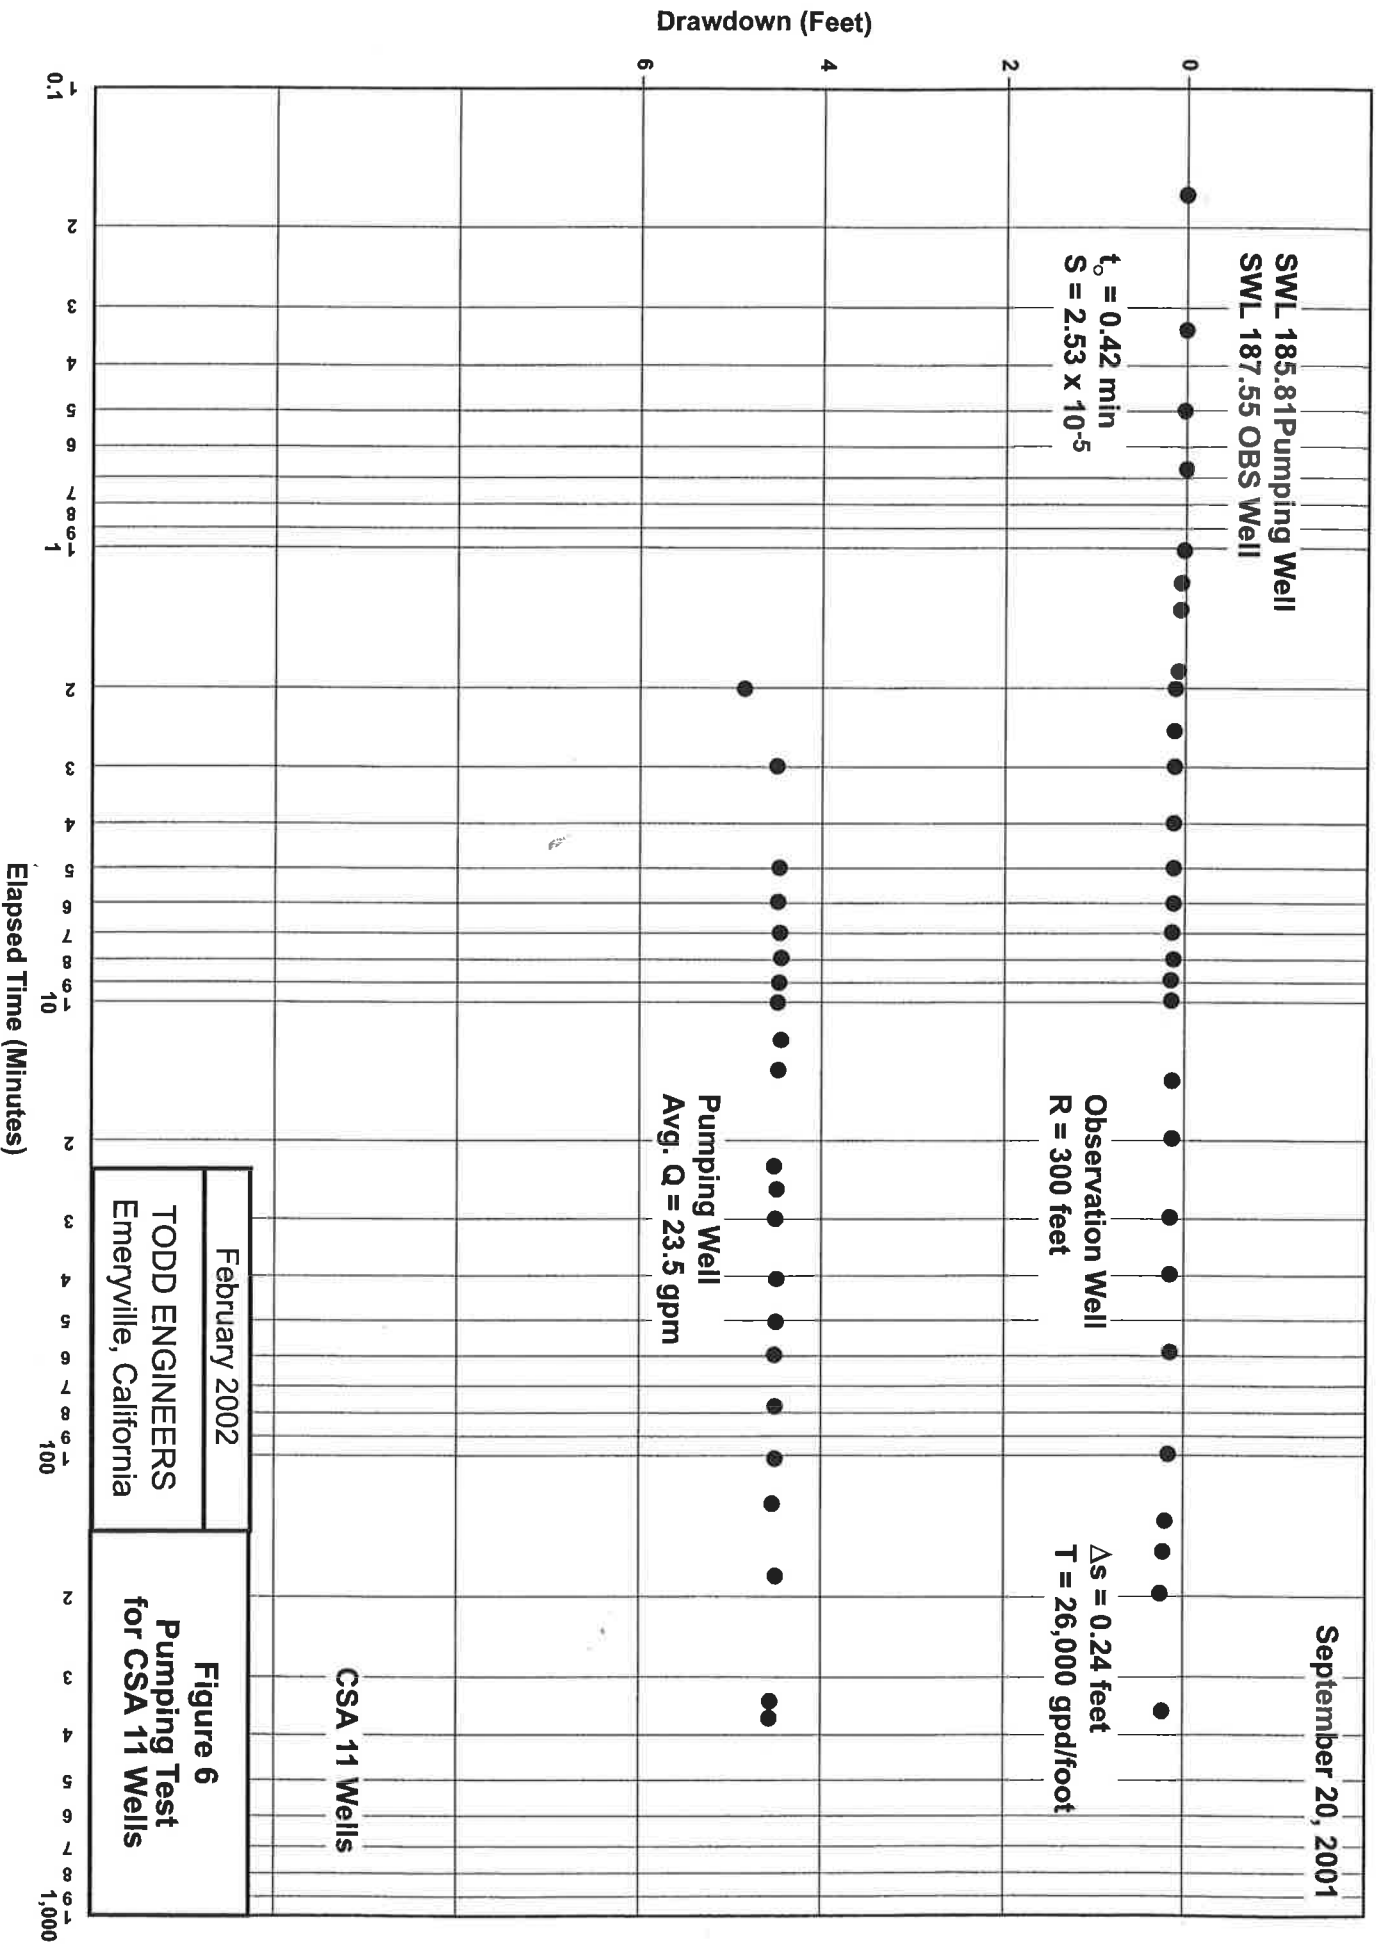 September 20, 2001
SWL 185.81Pumping Well
SWL 187.55 OBS Well
t₀ = 0.42 min
S = 2.53 x 10⁻⁵
Observation Well
R = 300 feet
Δs = 0.24 feet
T = 26,000 gpd/foot
Pumping Well
Avg. Q = 23.5 gpm
CSA 11 Wells
Drawdown (Feet)
0
2
4
6
1 2 3 4 5 6 7 8 9 1 2 3 4 5 6 7 8 9 1 2 3 4 5 6 7 8 9 1 2 3 4 5 6 7 8 9 1
0.1 1 10 100 1,000
Elapsed Time (Minutes)
February 2002
TODD ENGINEERS
Emeryville, California
Figure 6
Pumping Test
for CSA 11 Wells